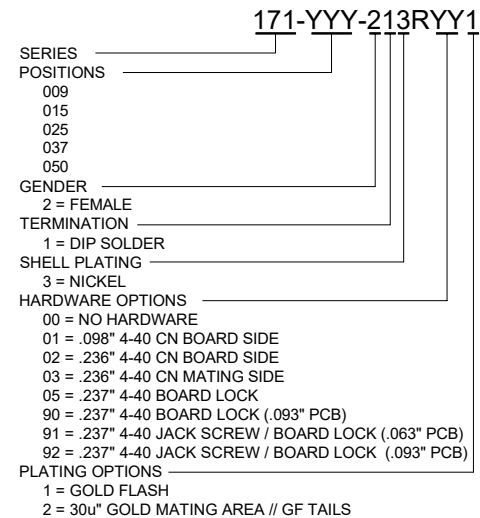 171-YYY-213RYY1
SERIES
POSITIONS
009
015
025
037
050
GENDER
2 = FEMALE
TERMINATION
1 = DIP SOLDER
SHELL PLATING
3 = NICKEL
HARDWARE OPTIONS
00 = NO HARDWARE
01 = .098" 4-40 CN BOARD SIDE
02 = .236" 4-40 CN BOARD SIDE
03 = .236" 4-40 CN MATING SIDE
05 = .237" 4-40 BOARD LOCK
90 = .237" 4-40 BOARD LOCK (.093" PCB)
91 = .237" 4-40 JACK SCREW / BOARD LOCK (.063" PCB)
92 = .237" 4-40 JACK SCREW / BOARD LOCK (.093" PCB)
PLATING OPTIONS
1 = GOLD FLASH
2 = 30u" GOLD MATING AREA // GF TAILS